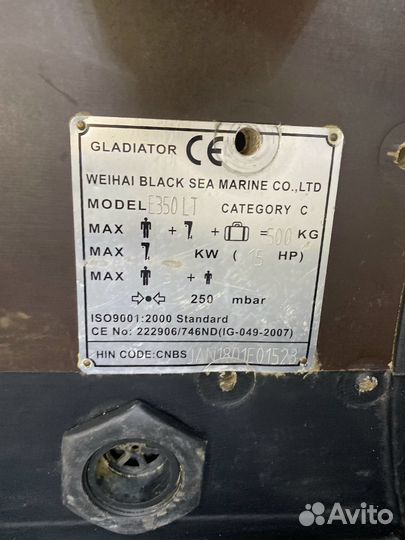 GLADIATOR CE
WEIHAI BLACK SEA MARINE CO.,LTD
MODEL E350 LT CATEGORY C
MAX + + = 500 KG
MAX KW ( 15 HP)
MAX + 
250 mbar
ISO9001:2000 Standard
CE No: 222906/746ND(IG-049-2007)
HIN CODE:CNBS
Avito